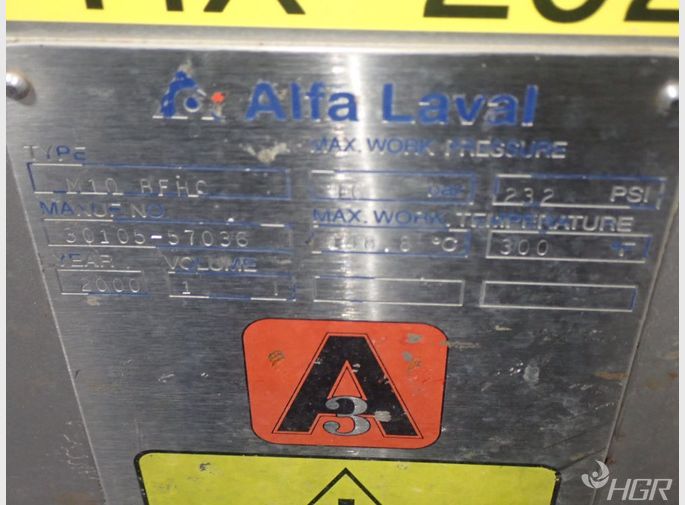 Alfa Laval
TYPE MAX. WORK PRESSURE
M10 BFHC bar 232 PSI
MANUF.NO. MAX. WORK. TEMPERATURE
30105-57036 °C 300 °F
YEAR VOLUME
2000 1
A
3
HGR